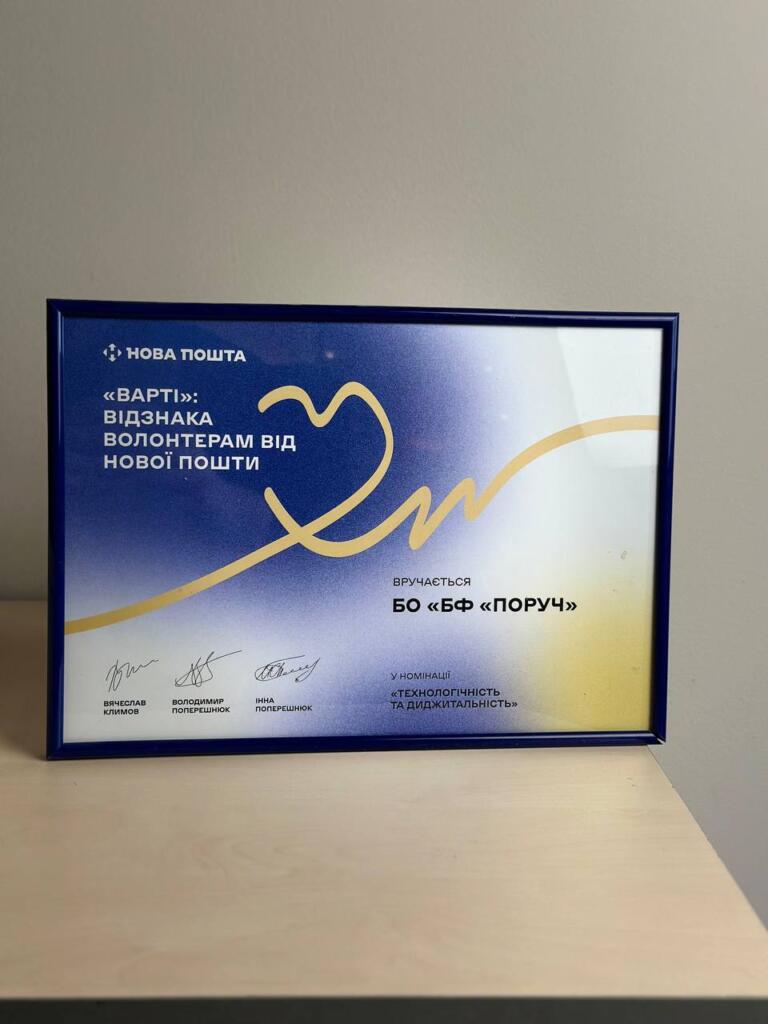 НОВА ПОШТА
«ВАРТІ»:
ВІДЗНАКА
ВОЛОНТЕРАМ ВІД
НОВОЇ ПОШТИ
ВРУЧАЄТЬСЯ
БО «БФ «ПОРУЧ»
У НОМІНАЦІЇ
«ТЕХНОЛОГІЧНІСТЬ
ТА ДИДЖИТАЛЬНІСТЬ»
ВЯЧЕСЛАВ
КЛИМОВ
ВОЛОДИМИР
ПОПЕРЕШНЮК
ІННА
ПОПЕРЕШНЮК